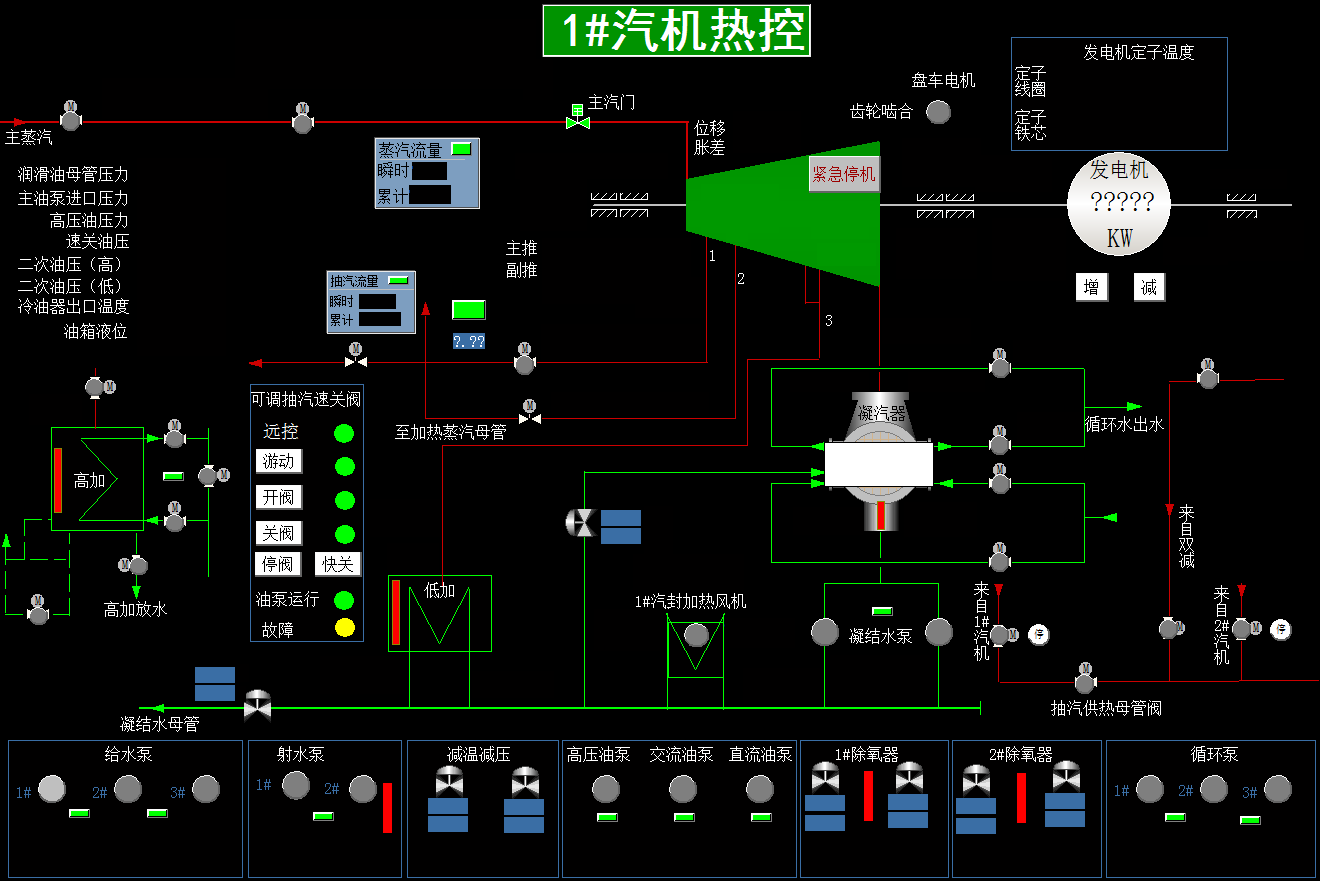 1#汽机热控
发电机定子温度
定子
线圈
定子
铁芯
盘车电机
齿轮啮合
主汽门
M
M
主蒸汽
位移
胀差
蒸汽流量
瞬时
累计
紧急停机
发电机
?????
KW
增
减
润滑油母管压力
主油泵进口压力
高压油压力
速关油压
二次油压（高）
二次油压（低）
冷油器出口温度
油箱液位
主推
副推
1
2
3
抽汽流量
瞬时
累计
?.??
M
M
M
M
M
至加热蒸汽母管
可调抽汽速关阀
远控
游动
开阀
关阀
停阀
快关
油泵运行
故障
M
M
M
M
M
M
高加
高加放水
低加
凝汽器
M
M
M
循环水出水
来自双减
1#汽封加热风机
凝结水泵
来自1#汽机
M
停
来自2#汽机
M
M
停
M
抽汽供热母管阀
凝结水母管
给水泵
1#
2#
3#
射水泵
1#
2#
减温减压
高压油泵
交流油泵
直流油泵
1#除氧器
2#除氧器
循环泵
1#
2#
3#